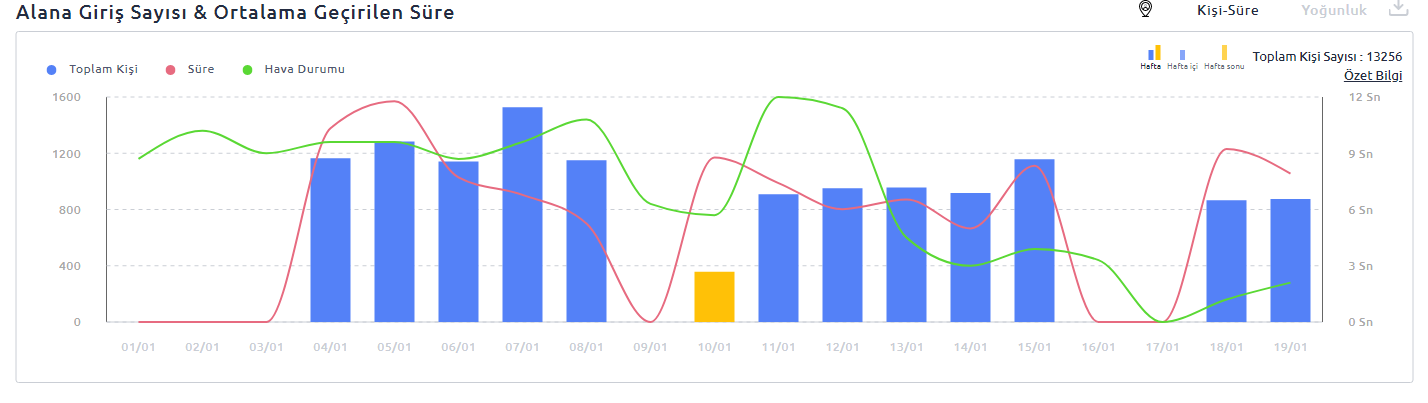 Alana Giriş Sayısı & Ortalama Geçirilen Süre
Kişi-Süre Yoğunluk
Toplam Kişi Süre Hava Durumu
Hafta Hafta içi Hafta sonu
Toplam Kişi Sayısı : 13256
Özet Bilgi
1600 12 Sn
1200 9 Sn
800 6 Sn
400 3 Sn
0 0 Sn
01/01 02/01 03/01 04/01 05/01 06/01 07/01 08/01 09/01 10/01 11/01 12/01 13/01 14/01 15/01 16/01 17/01 18/01 19/01